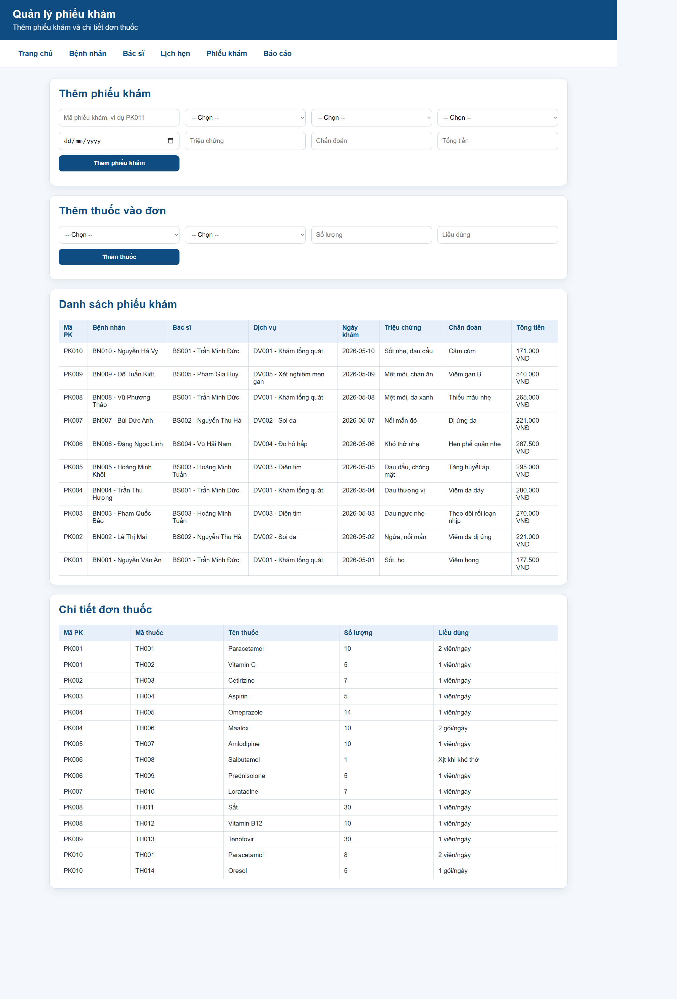 Quản lý phiếu khám
Thêm phiếu khám và chi tiết đơn thuốc
Trang chủ Bệnh nhân Bác sĩ Lịch hẹn Phiếu khám Báo cáo
Thêm phiếu khám
Mã phiếu khám, ví dụ PK011 -- Chọn -- -- Chọn -- -- Chọn --
dd/mm/yyyy Triệu chứng Chẩn đoán Tổng tiền
Thêm phiếu khám
Thêm thuốc vào đơn
-- Chọn -- -- Chọn -- Số lượng Liều dùng
Thêm thuốc
Danh sách phiếu khám
Mã PK Bệnh nhân Bác sĩ Dịch vụ Ngày khám Triệu chứng Chẩn đoán Tổng tiền
PK010 BN010 - Nguyễn Hà Vy BS001 - Trần Minh Đức DV001 - Khám tổng quát 2026-05-10 Sốt nhẹ, đau đầu Cảm cúm 171.000 VNĐ
PK009 BN009 - Đỗ Tuấn Kiệt BS005 - Phạm Gia Huy DV005 - Xét nghiệm men gan 2026-05-09 Mệt mỏi, chán ăn Viêm gan B 540.000 VNĐ
PK008 BN008 - Vũ Phương Thảo BS001 - Trần Minh Đức DV001 - Khám tổng quát 2026-05-08 Mệt mỏi, da xanh Thiếu máu nhẹ 265.000 VNĐ
PK007 BN007 - Bùi Đức Anh BS002 - Nguyễn Thu Hà DV002 - Soi da 2026-05-07 Nổi mẩn đỏ Dị ứng da 221.000 VNĐ
PK006 BN006 - Đặng Ngọc Linh BS004 - Vũ Hải Nam DV004 - Đo hô hấp 2026-05-06 Khó thở nhẹ Hen phế quản nhẹ 267.500 VNĐ
PK005 BN005 - Hoàng Minh Khôi BS003 - Hoàng Minh Tuấn DV003 - Điện tim 2026-05-05 Đau đầu, chóng mặt Tăng huyết áp 295.000 VNĐ
PK004 BN004 - Trần Thu Hương BS001 - Trần Minh Đức DV001 - Khám tổng quát 2026-05-04 Đau thượng vị Viêm dạ dày 280.000 VNĐ
PK003 BN003 - Phạm Quốc Bảo BS003 - Hoàng Minh Tuấn DV003 - Điện tim 2026-05-03 Đau ngực nhẹ Theo dõi rối loạn nhịp 270.000 VNĐ
PK002 BN002 - Lê Thị Mai BS002 - Nguyễn Thu Hà DV002 - Soi da 2026-05-02 Ngứa, nổi mẩn Viêm da dị ứng 221.000 VNĐ
PK001 BN001 - Nguyễn Văn An BS001 - Trần Minh Đức DV001 - Khám tổng quát 2026-05-01 Sốt, ho Viêm họng 177.500 VNĐ
Chi tiết đơn thuốc
Mã PK Mã thuốc Tên thuốc Số lượng Liều dùng
PK001 TH001 Paracetamol 10 2 viên/ngày
PK001 TH002 Vitamin C 5 1 viên/ngày
PK002 TH003 Cetirizine 7 1 viên/ngày
PK003 TH004 Aspirin 5 1 viên/ngày
PK004 TH005 Omeprazole 14 1 viên/ngày
PK004 TH006 Maalox 10 2 gói/ngày
PK005 TH007 Amlodipine 10 1 viên/ngày
PK006 TH008 Salbutamol 1 Xịt khi khó thở
PK006 TH009 Prednisolone 5 1 viên/ngày
PK007 TH010 Loratadine 7 1 viên/ngày
PK008 TH011 Sắt 30 1 viên/ngày
PK008 TH012 Vitamin B12 10 1 viên/ngày
PK009 TH013 Tenofovir 30 1 viên/ngày
PK010 TH001 Paracetamol 8 2 viên/ngày
PK010 TH014 Oresol 5 1 gói/ngày